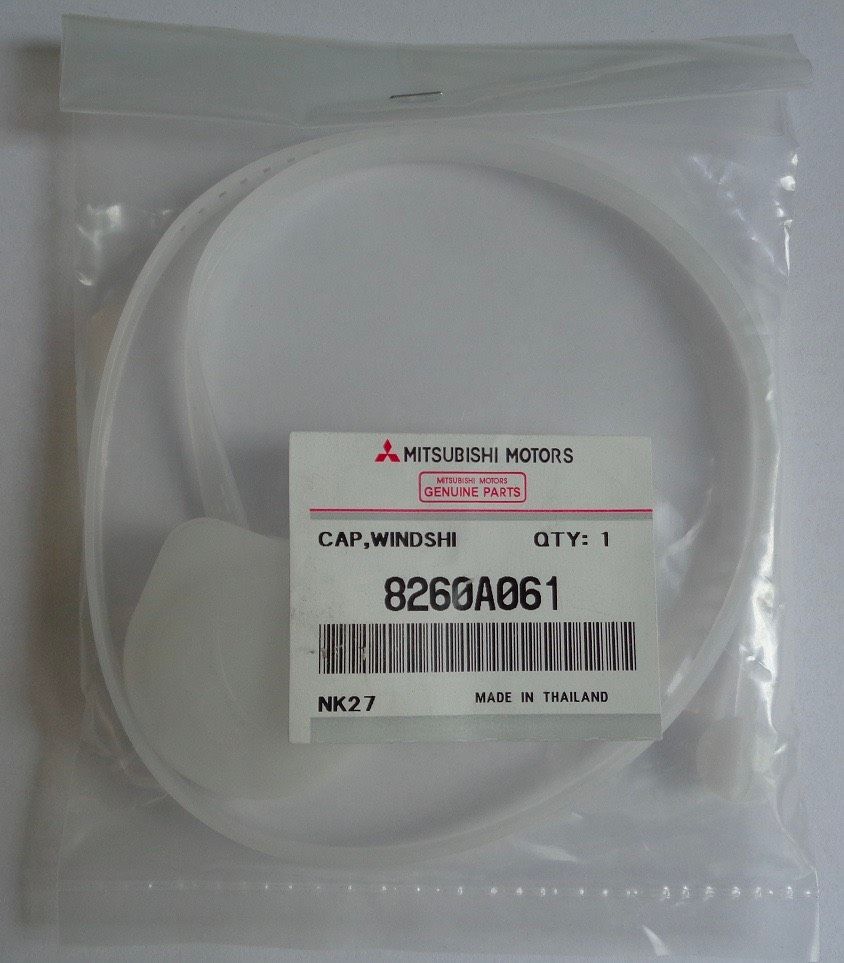 MITSUBISHI MOTORS
MITSUBISHI MOTORS
GENUINE PARTS
CAP,WINDSHI QTY: 1
8260A061
NK27 MADE IN THAILAND